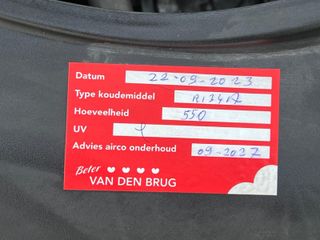 Datum 22-09-2023
Type koudemiddel R134A
Hoeveelheid 550
UV
Advies airco onderhoud 09-2027
Beter
VAN DEN BRUG